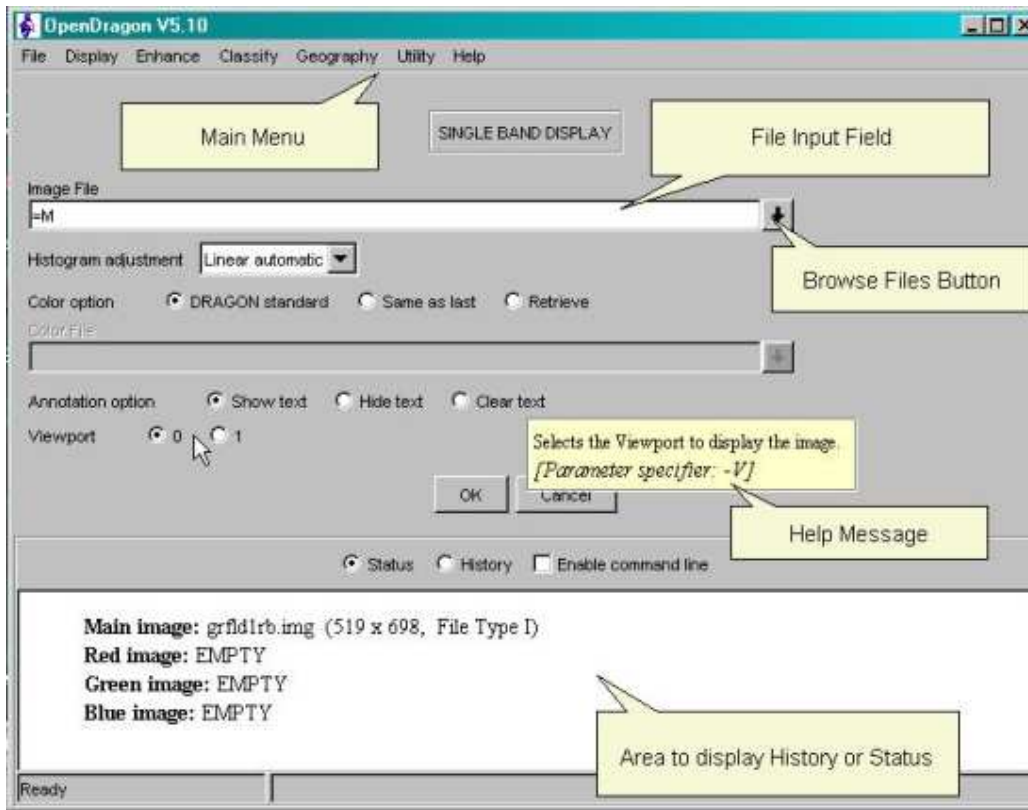 OpenDragon V5.10
File Display Enhance Classify Geography Utility Help
Main Menu
SINGLE BAND DISPLAY
File Input Field
Image File
=M
Browse Files Button
Histogram adjustment Linear automatic
Color option DRAGON standard Same as last Retrieve
Color File
Annotation option Show text Hide text Clear text
Viewport 0 1
Selects the Viewport to display the image.
[Parameter specifier: -V]
OK Cancel
Help Message
Status History Enable command line
Main image: grfld1rb.img (519 x 698, File Type I)
Red image: EMPTY
Green image: EMPTY
Blue image: EMPTY
Area to display History or Status
Ready